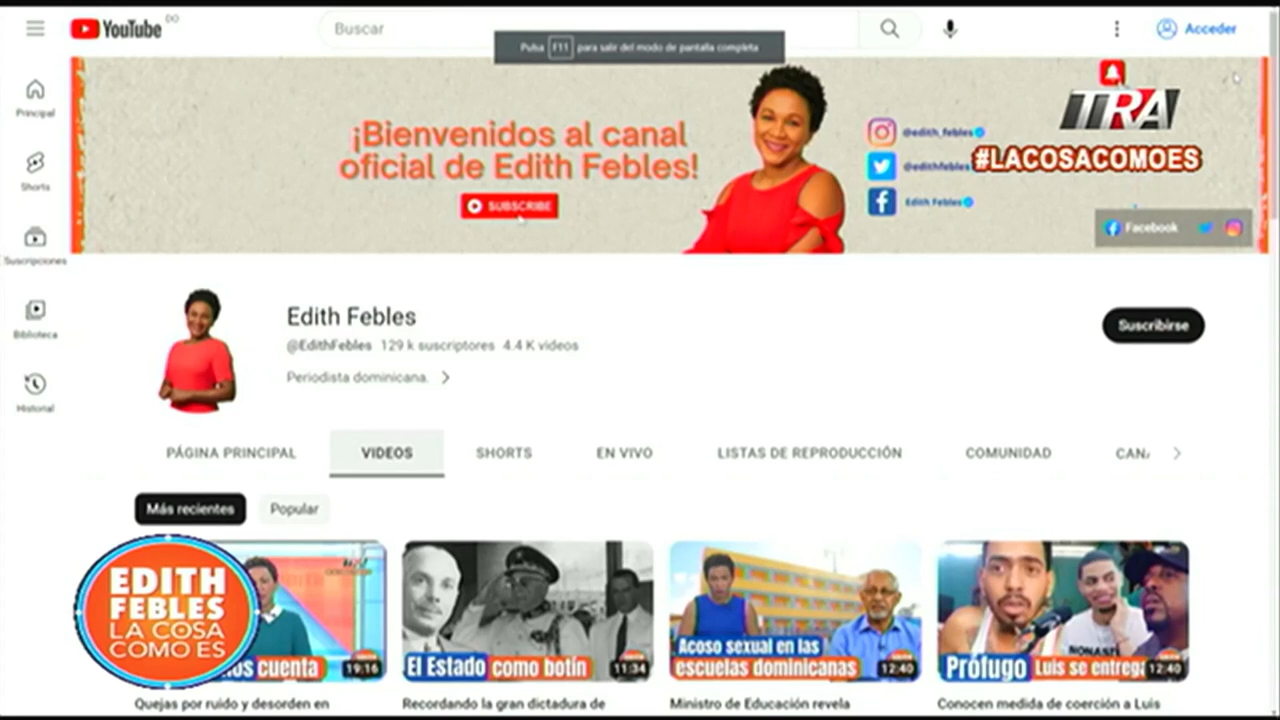 YouTube DO
Buscar
Pulsa F11 para salir del modo de pantalla completa
Acceder
Principal
Shorts
Suscripciones
Biblioteca
Historial
¡Bienvenidos al canal
oficial de Edith Febles!
SUBSCRIBE
@edith_febles
@edithfebles
Edith Febles
TRA
#LACOSACOMOES
Facebook
Edith Febles
@EdithFebles 129 k suscriptores 4.4 K videos
Periodista dominicana.
Suscribirse
PÁGINA PRINCIPAL VIDEOS SHORTS EN VIVO LISTAS DE REPRODUCCIÓN COMUNIDAD
Más recientes Popular
EDITH
FEBLES
LA COSA
COMO ES
cuenta
19:16
El Estado como botín
11:34
Acoso sexual en las
escuelas dominicanas
12:40
Prófugo Luis se entrega
12:40
Quejas por ruido y desorden en
Recordando la gran dictadura de
Ministro de Educación revela
Conocen medida de coerción a Luis